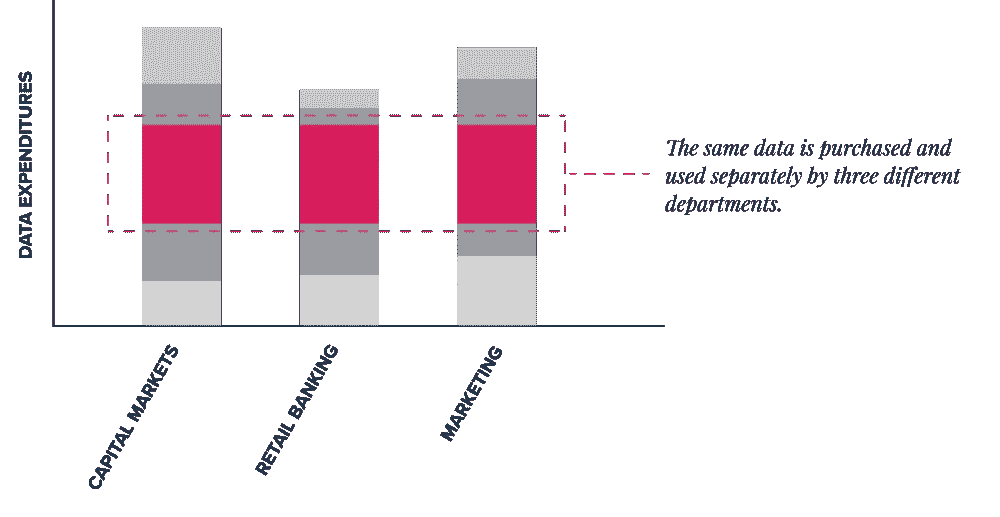 DATA EXPENDITURES
The same data is purchased and
used separately by three different
departments.
CAPITAL MARKETS
RETAIL BANKING
MARKETING